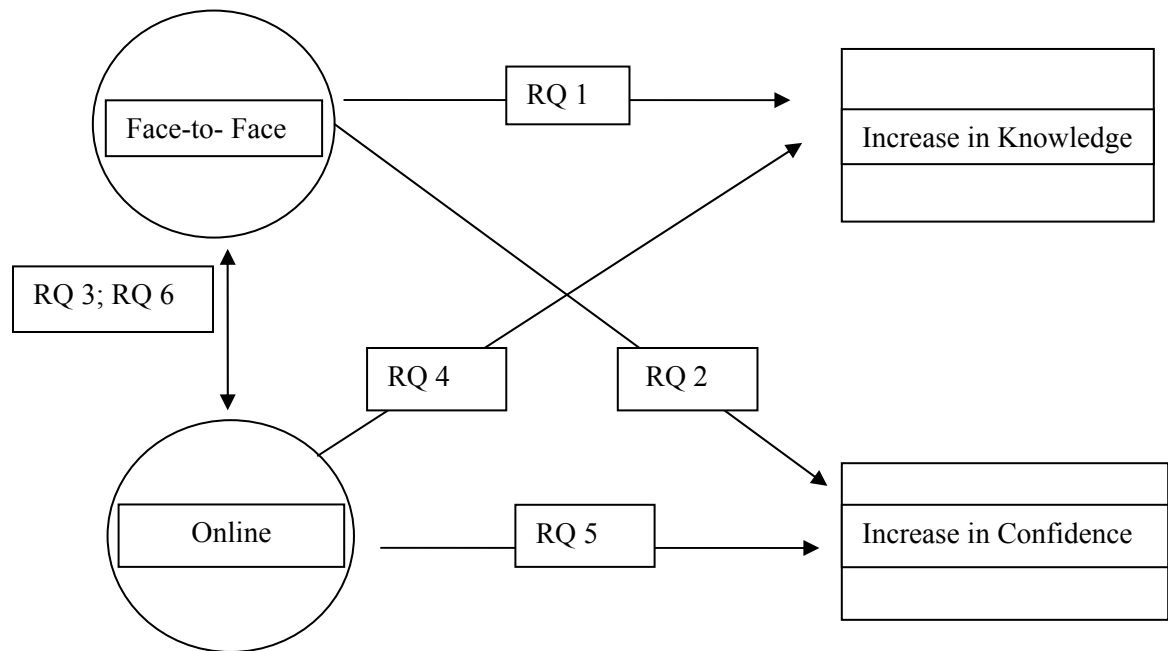 RQ 1
Face-to- Face
Increase in Knowledge
RQ 3; RQ 6
RQ 4
RQ 2
Online
RQ 5
Increase in Confidence